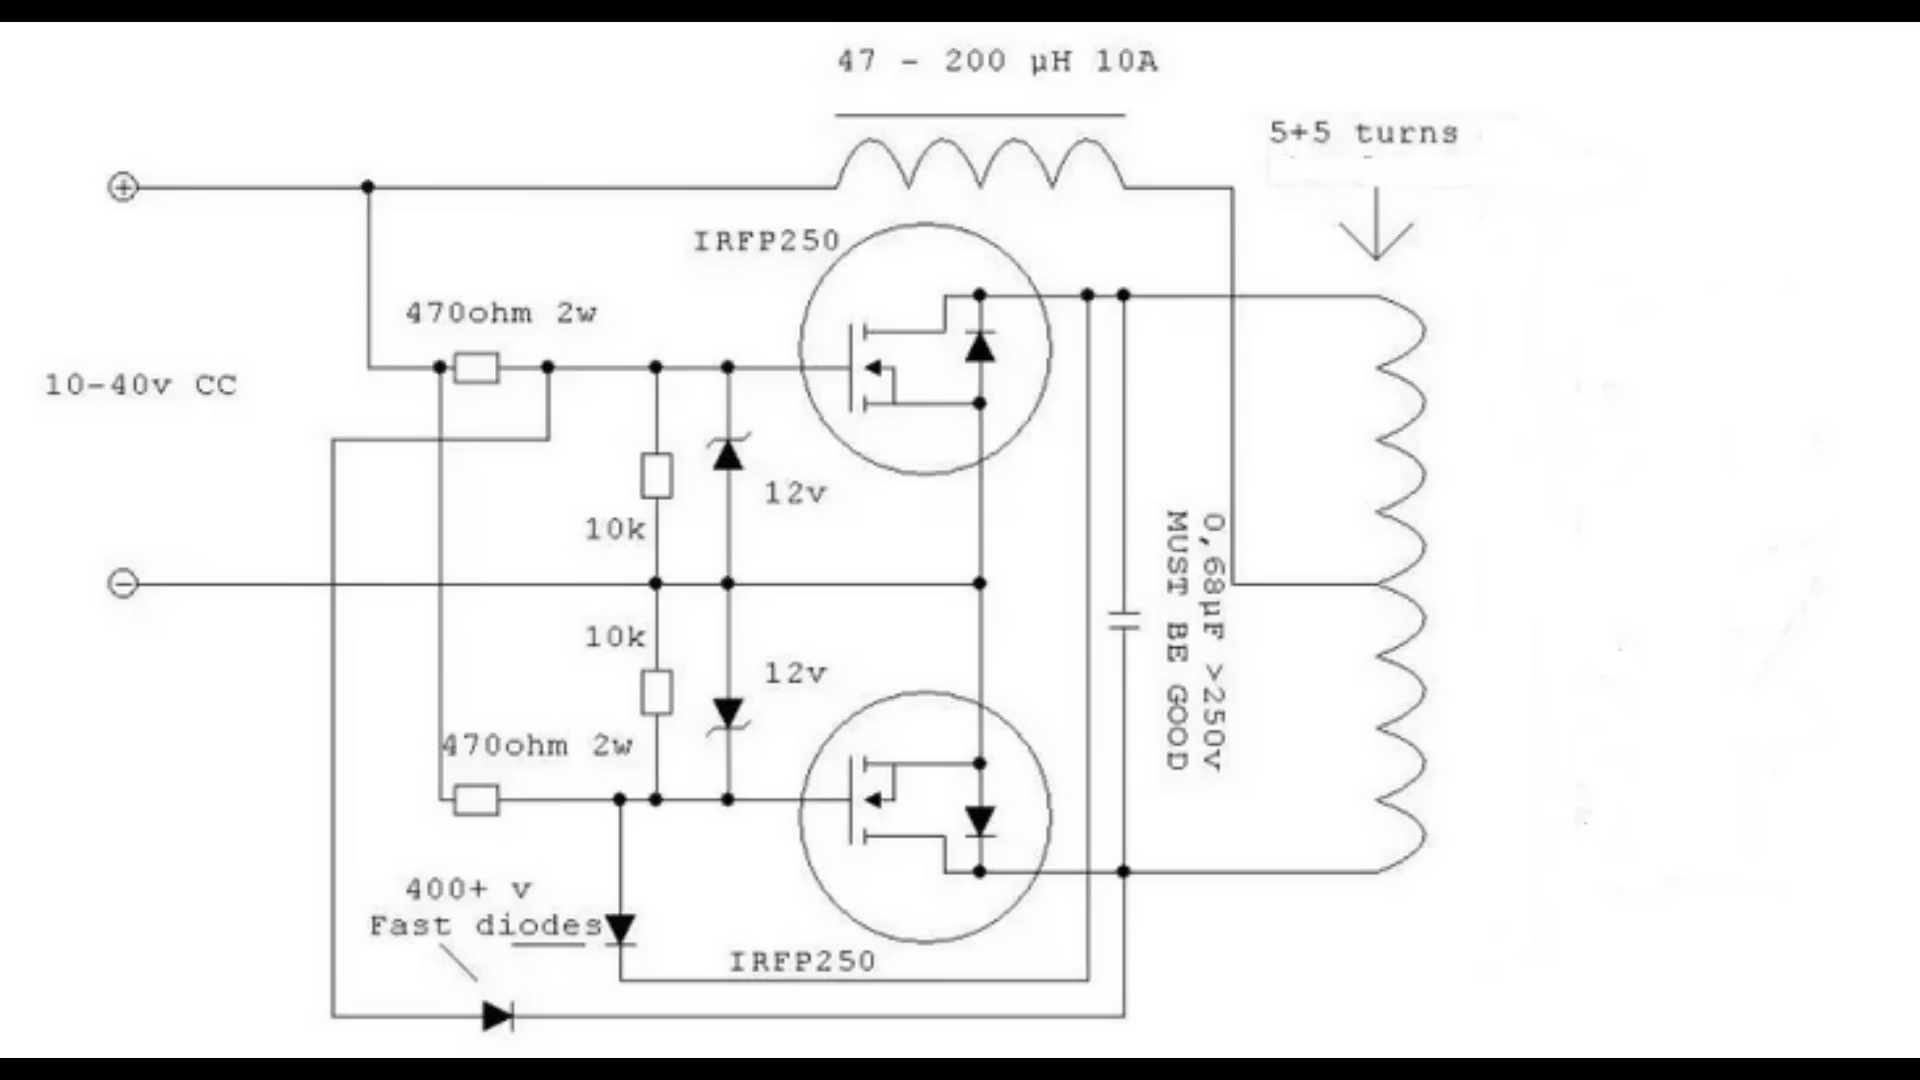 47 - 200 µH 10A
5+5 turns
IRFP250
470ohm 2w
10-40v CC
12v
10k
0,68µF >250v
MUST BE GOOD
10k
12v
470ohm 2w
400+ v
Fast diodes
IRFP250